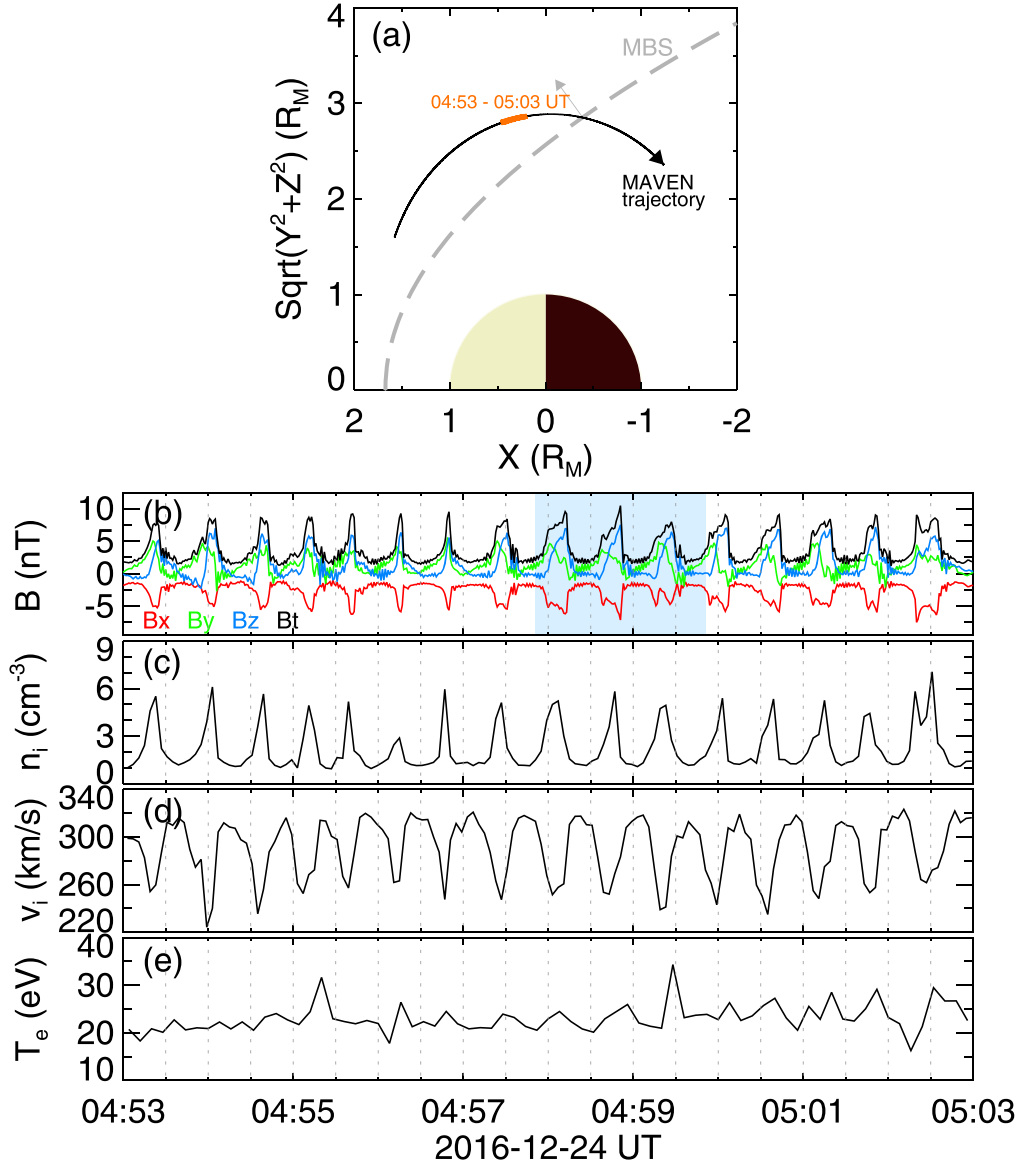 (a)
MBS
04:53 - 05:03 UT
MAVEN
trajectory
Sqrt(Y²+Z²) (R_M)
4
3
2
1
0
2 1 0 -1 -2
X (R_M)
(b)
B (nT)
10
5
0
-5
Bx By Bz Bt
(c)
n_i (cm⁻³)
9
6
3
0
(d)
v_i (km/s)
340
300
260
220
(e)
T_e (eV)
40
30
20
10
04:53 04:55 04:57 04:59 05:01 05:03
2016-12-24 UT